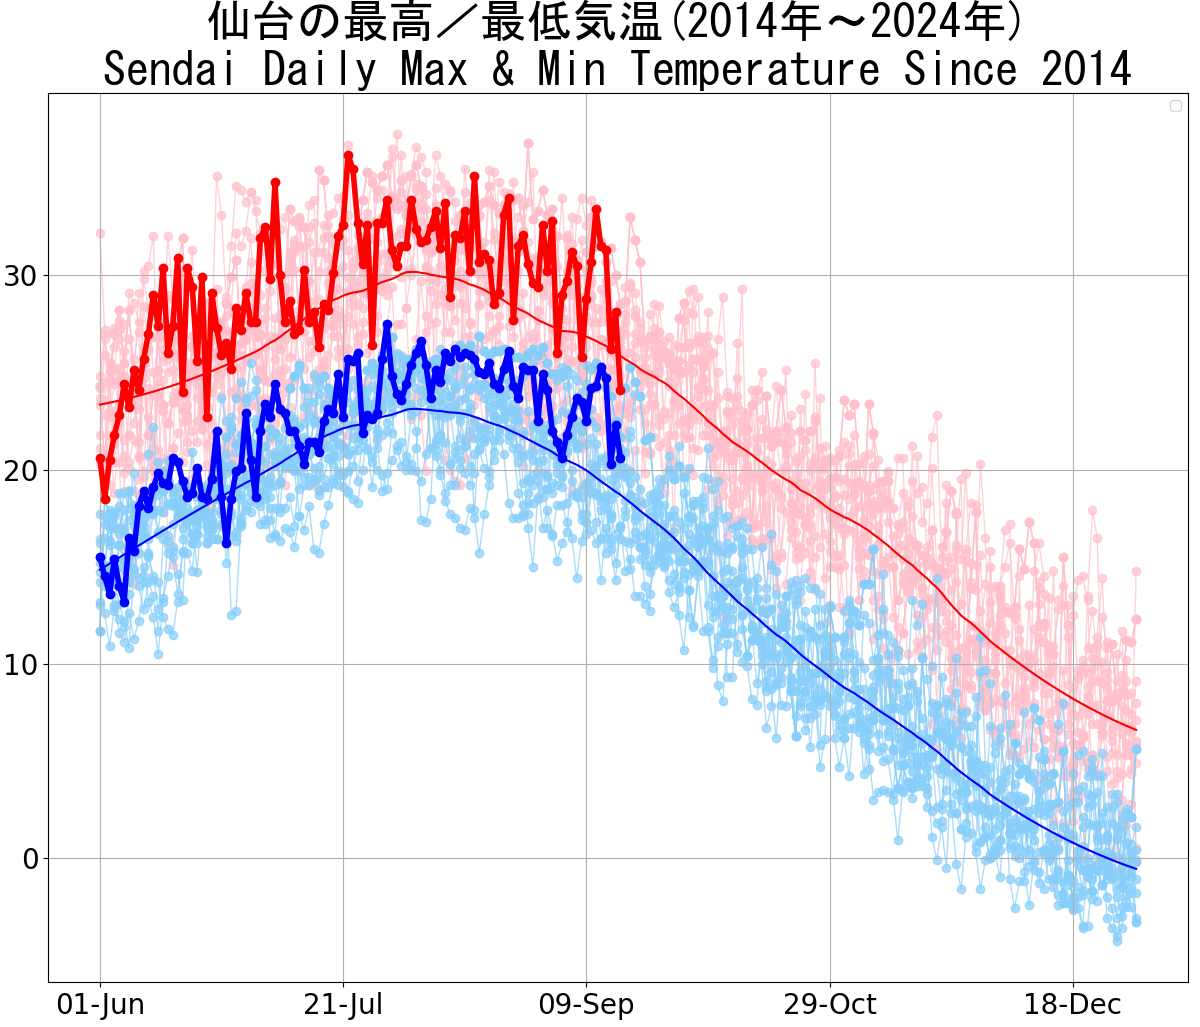 仙台の最高／最低気温(2014年～2024年)
Sendai Daily Max & Min Temperature Since 2014
30
20
10
0
01-Jun 21-Jul 09-Sep 29-Oct 18-Dec